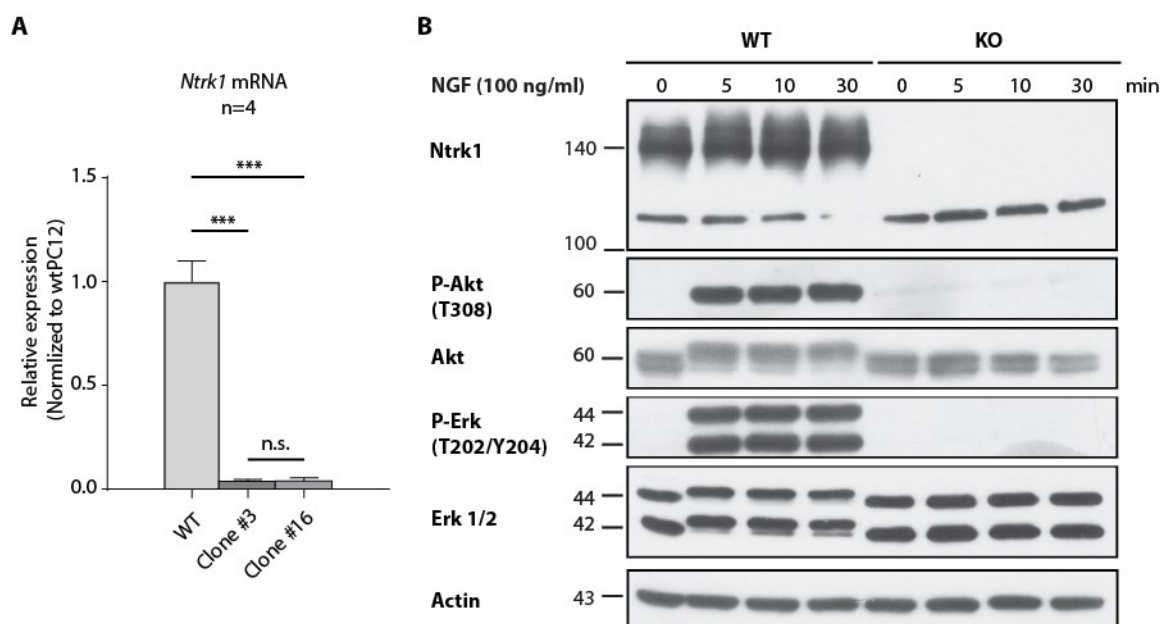 A
Ntrk1 mRNA
n=4
***
***
n.s.
1.5
1.0
0.5
0.0
Relative expression
(Normlized to wtPC12)
WT
Clone #3
Clone #16
B
WT KO
NGF (100 ng/ml) 0 5 10 30 0 5 10 30 min
Ntrk1
140
100
P-Akt
(T308)
60
Akt
60
P-Erk
(T202/Y204)
44
42
Erk 1/2
44
42
Actin
43